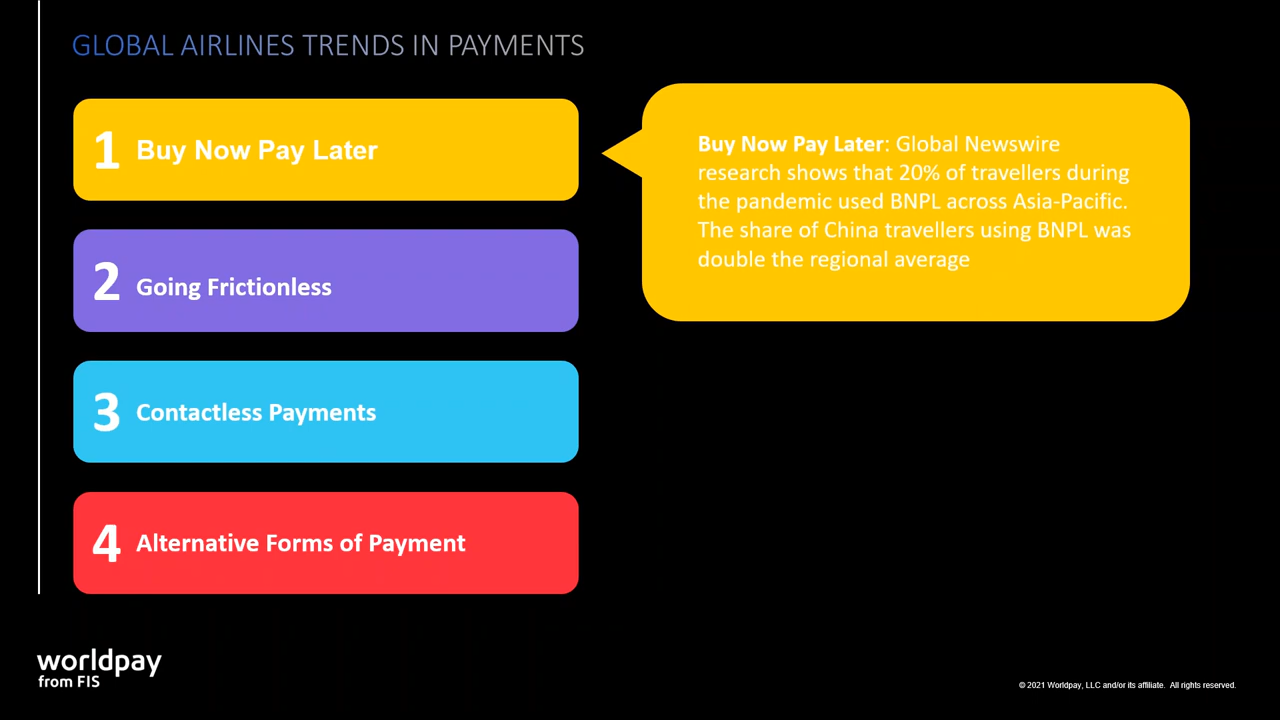 GLOBAL AIRLINES TRENDS IN PAYMENTS
1 Buy Now Pay Later
Buy Now Pay Later: Global Newswire
research shows that 20% of travellers during
the pandemic used BNPL across Asia-Pacific.
The share of China travellers using BNPL was
double the regional average
2 Going Frictionless
3 Contactless Payments
4 Alternative Forms of Payment
worldpay
from FIS
© 2021 Worldpay, LLC and/or its affiliate. All rights reserved.